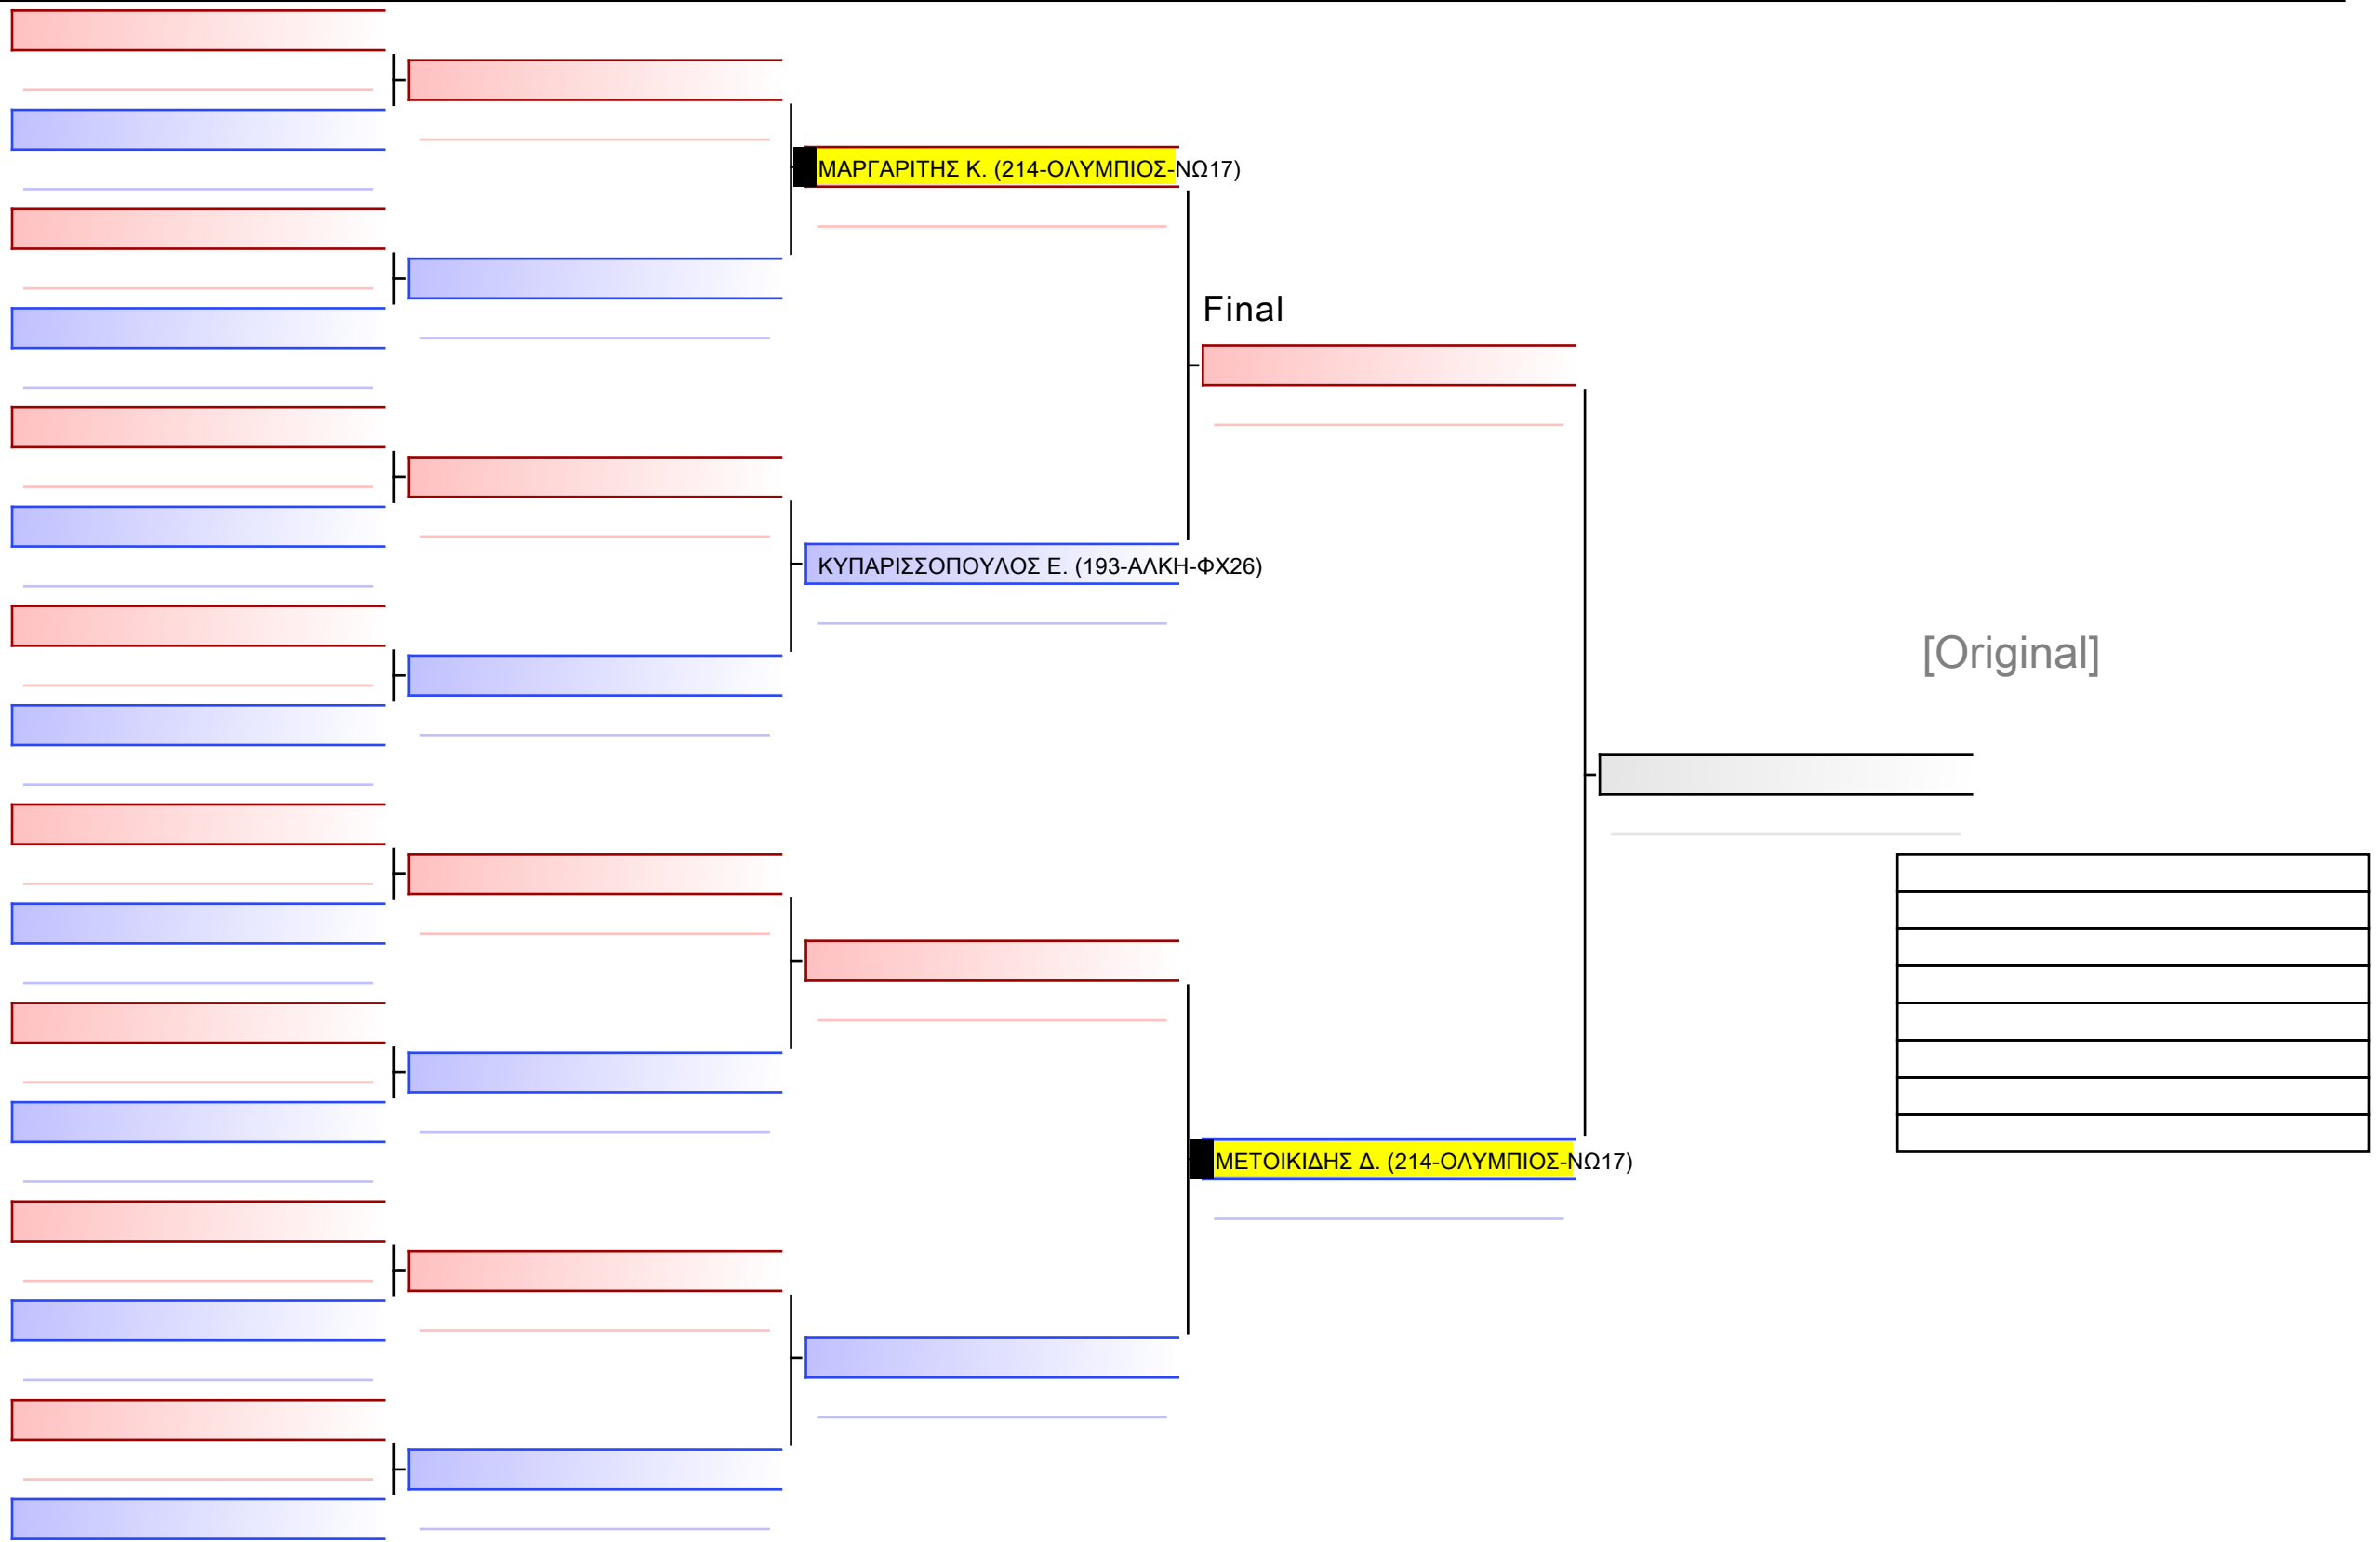 ΜΑΡΓΑΡΙΤΗΣ Κ. (214-ΟΛΥΜΠΙΟΣ-ΝΩ17)
Final
ΚΥΠΑΡΙΣΣΟΠΟΥΛΟΣ Ε. (193-ΑΛΚΗ-ΦΧ26)
[Original]
ΜΕΤΟΙΚΙΔΗΣ Δ. (214-ΟΛΥΜΠΙΟΣ-ΝΩ17)